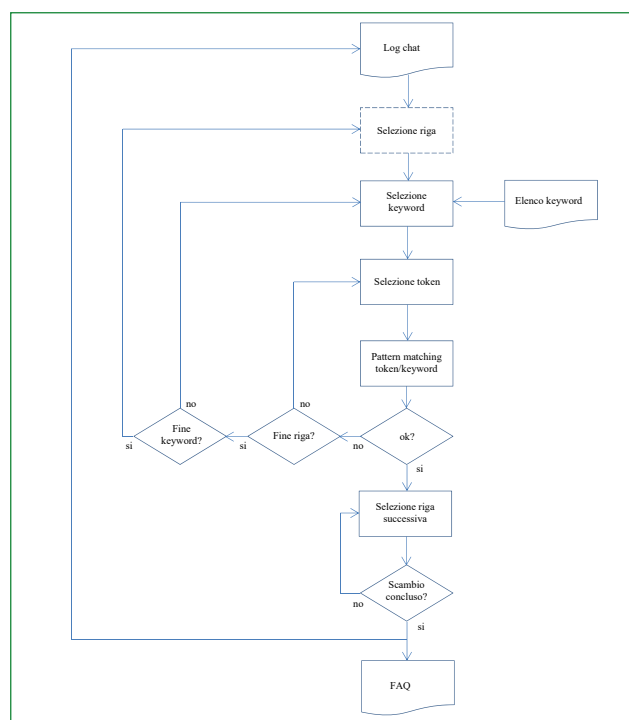 Log chat
Selezione riga
Selezione
keyword
Elenco keyword
Selezione token
Pattern matching
token/keyword
no
no
Fine
keyword?
Fine riga?
ok?
si
si
no
si
Selezione riga
successiva
Scambio
concluso?
no
si
FAQ